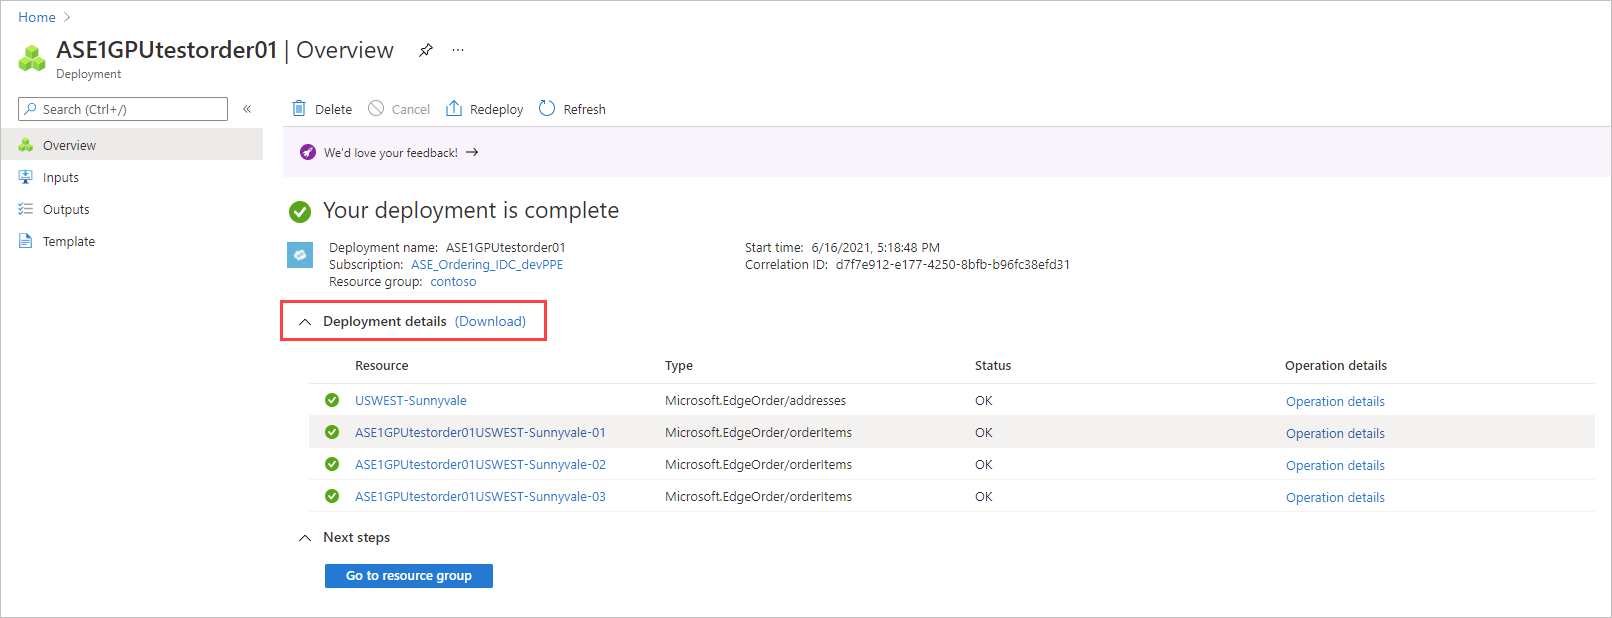 Home
ASE1GPUtestorder01 | Overview
Deployment
Search (Ctrl+/)
Delete Cancel Redeploy Refresh
Overview
Inputs
Outputs
Template
We'd love your feedback! →
Your deployment is complete
Deployment name: ASE1GPUtestorder01
Subscription: ASE_Ordering_IDC_devPPE
Resource group: contoso
Start time: 6/16/2021, 5:18:48 PM
Correlation ID: d7f7e912-e177-4250-8bfb-b96fc38efd31
Deployment details (Download)
Resource Type Status Operation details
USWEST-Sunnyvale Microsoft.EdgeOrder/addresses OK Operation details
ASE1GPUtestorder01USWEST-Sunnyvale-01 Microsoft.EdgeOrder/orderItems OK Operation details
ASE1GPUtestorder01USWEST-Sunnyvale-02 Microsoft.EdgeOrder/orderItems OK Operation details
ASE1GPUtestorder01USWEST-Sunnyvale-03 Microsoft.EdgeOrder/orderItems OK Operation details
Next steps
Go to resource group